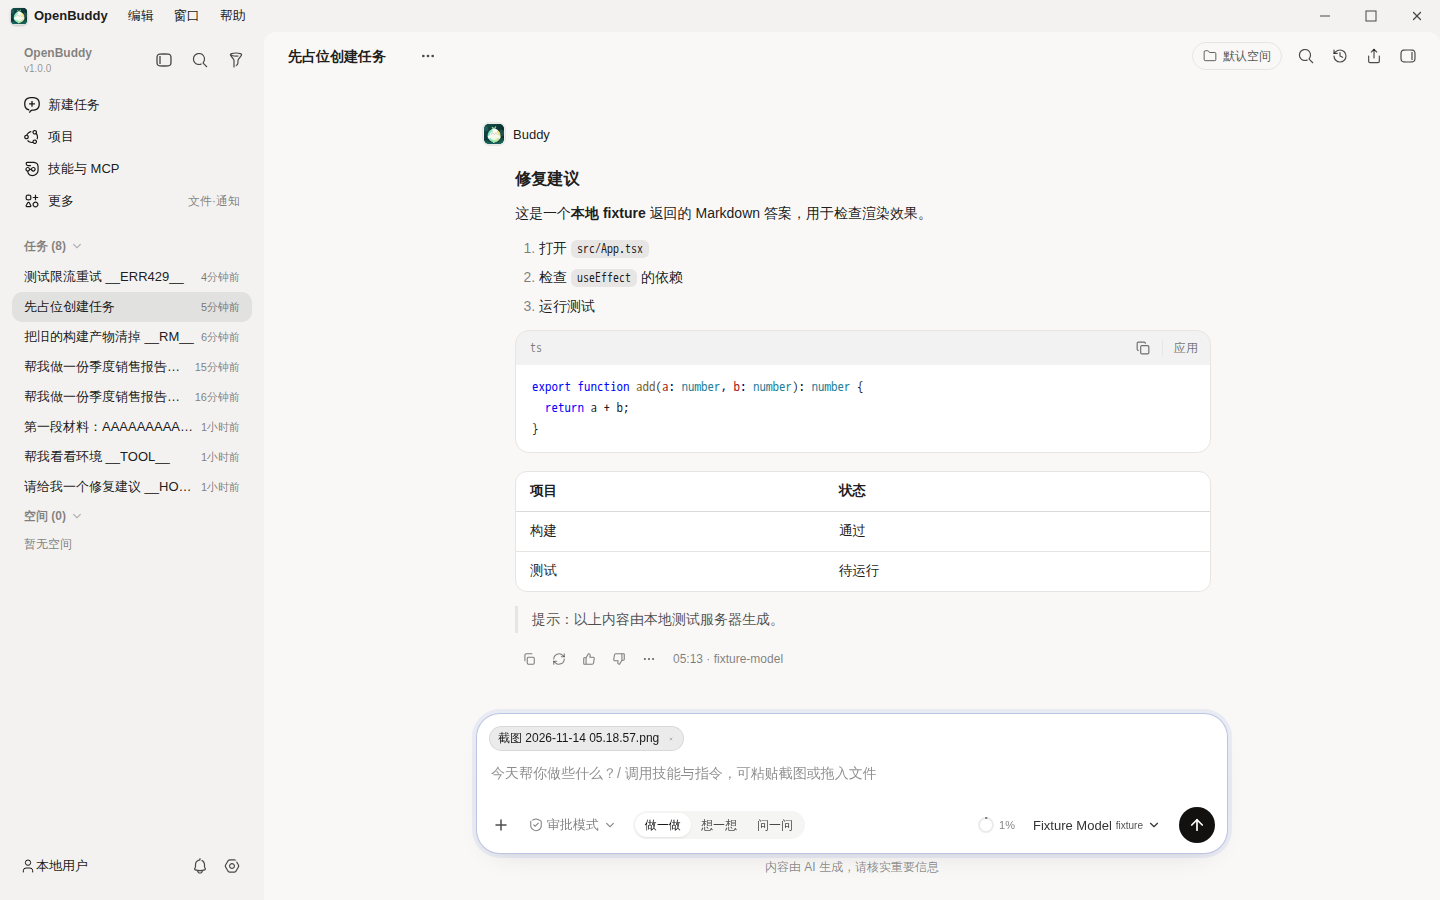 OpenBuddy 编辑 窗口 帮助
OpenBuddy
v1.0.0
新建任务
项目
技能与 MCP
更多 文件·通知
任务 (8)
测试限流重试 __ERR429__ 4分钟前
先占位创建任务 5分钟前
把旧的构建产物清掉 __RM__ 6分钟前
帮我做一份季度销售报告… 15分钟前
帮我做一份季度销售报告… 16分钟前
第一段材料：AAAAAAAAA… 1小时前
帮我看看环境 __TOOL__ 1小时前
请给我一个修复建议 __HO… 1小时前
空间 (0)
暂无空间
本地用户
先占位创建任务 默认空间
Buddy
修复建议
这是一个本地 fixture 返回的 Markdown 答案，用于检查渲染效果。
1. 打开 src/App.tsx
2. 检查 useEffect 的依赖
3. 运行测试
ts 应用
export function add(a: number, b: number): number {
  return a + b;
}
项目 状态
构建 通过
测试 待运行
提示：以上内容由本地测试服务器生成。
05:13 · fixture-model
截图 2026-11-14 05.18.57.png
今天帮你做些什么？/ 调用技能与指令，可粘贴截图或拖入文件
审批模式 做一做 想一想 问一问 1% Fixture Model fixture
内容由 AI 生成，请核实重要信息